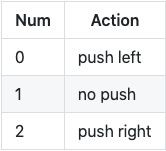 Num Action
0 push left
1 no push
2 push right